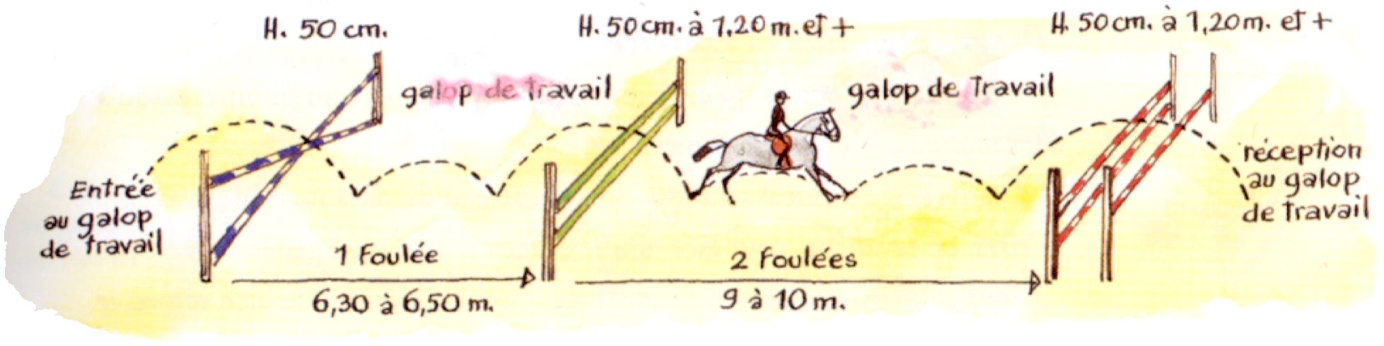 H. 50 cm.
H. 50 cm. à 1,20 m. et +
H. 50 cm. à 1,20 m. et +
galop de travail
galop de Travail
Entrée
au galop
de travail
réception
au galop
de travail
1 Foulée
2 Foulées
6,30 à 6,50 m.
9 à 10 m.